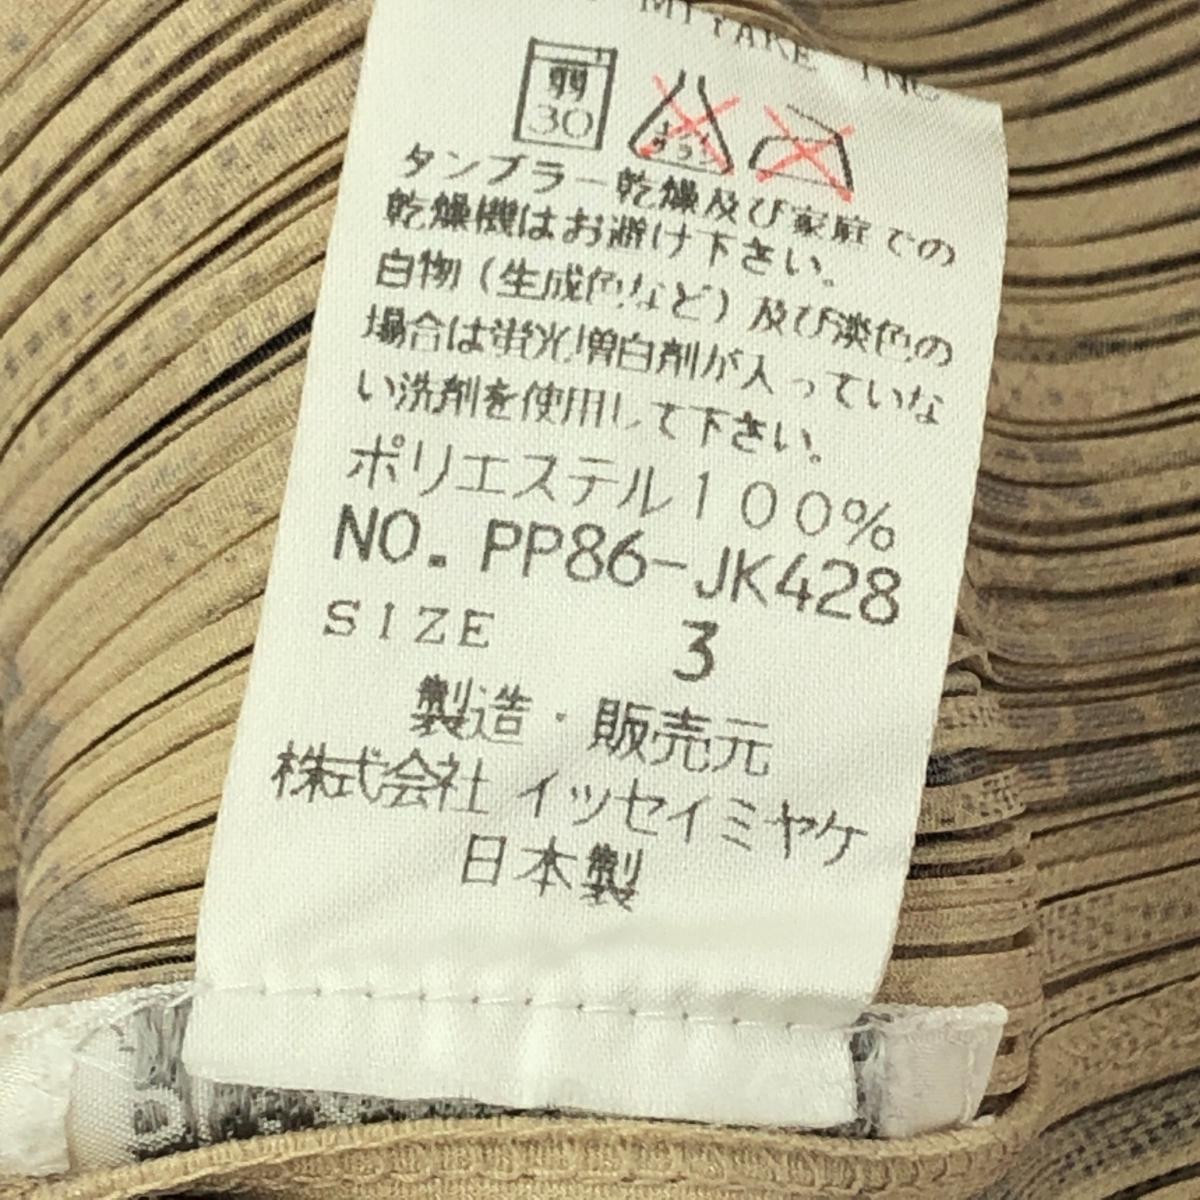 MIYAKE INC
弱
30
タンブラー乾燥及び家庭での
乾燥機はお避け下さい。
白物（生成色など）及び淡色の
場合は蛍光増白剤が入っていな
い洗剤を使用して下さい。
ポリエステル100%
NO. PP86-JK428
SIZE 3
製造・販売元
株式会社 イッセイミヤケ
日本製